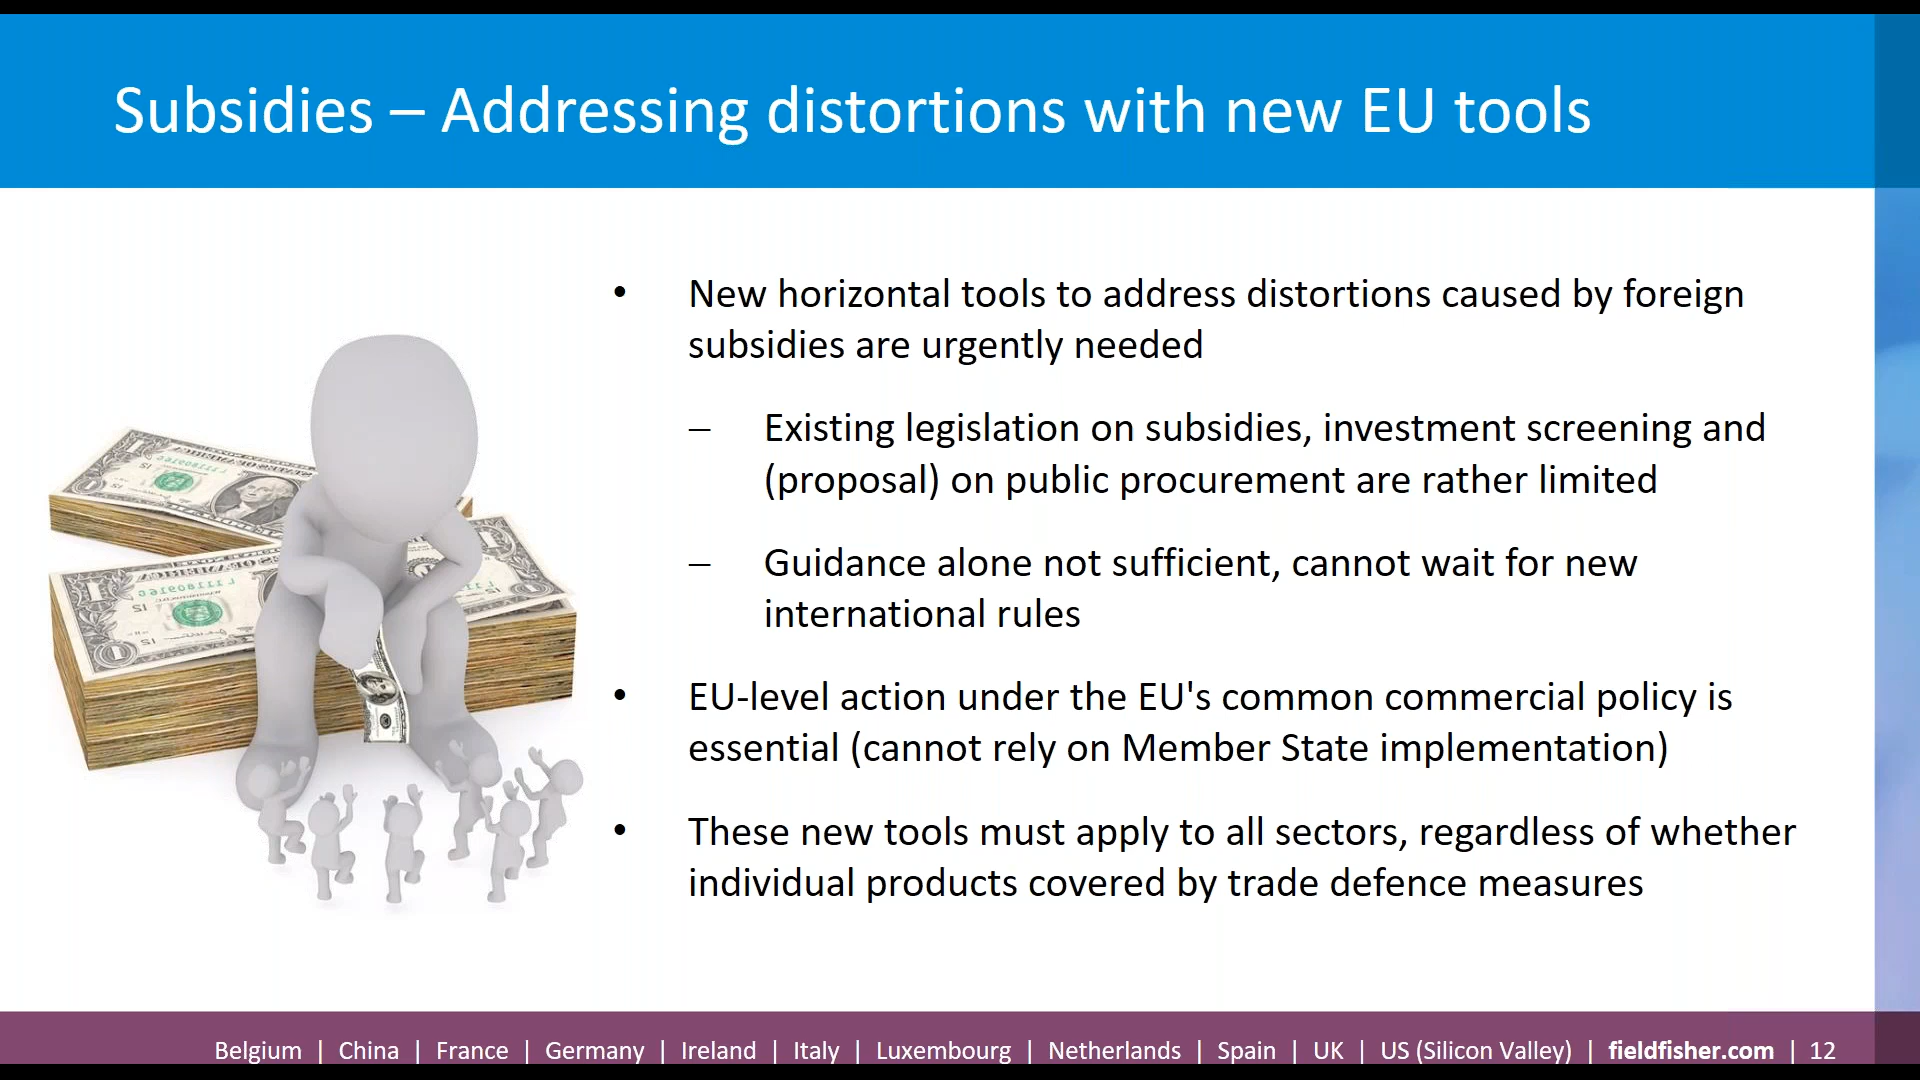 Subsidies – Addressing distortions with new EU tools
• New horizontal tools to address distortions caused by foreign
subsidies are urgently needed
– Existing legislation on subsidies, investment screening and
(proposal) on public procurement are rather limited
– Guidance alone not sufficient, cannot wait for new
international rules
• EU-level action under the EU's common commercial policy is
essential (cannot rely on Member State implementation)
• These new tools must apply to all sectors, regardless of whether
individual products covered by trade defence measures
Belgium | China | France | Germany | Ireland | Italy | Luxembourg | Netherlands | Spain | UK | US (Silicon Valley) | fieldfisher.com | 12